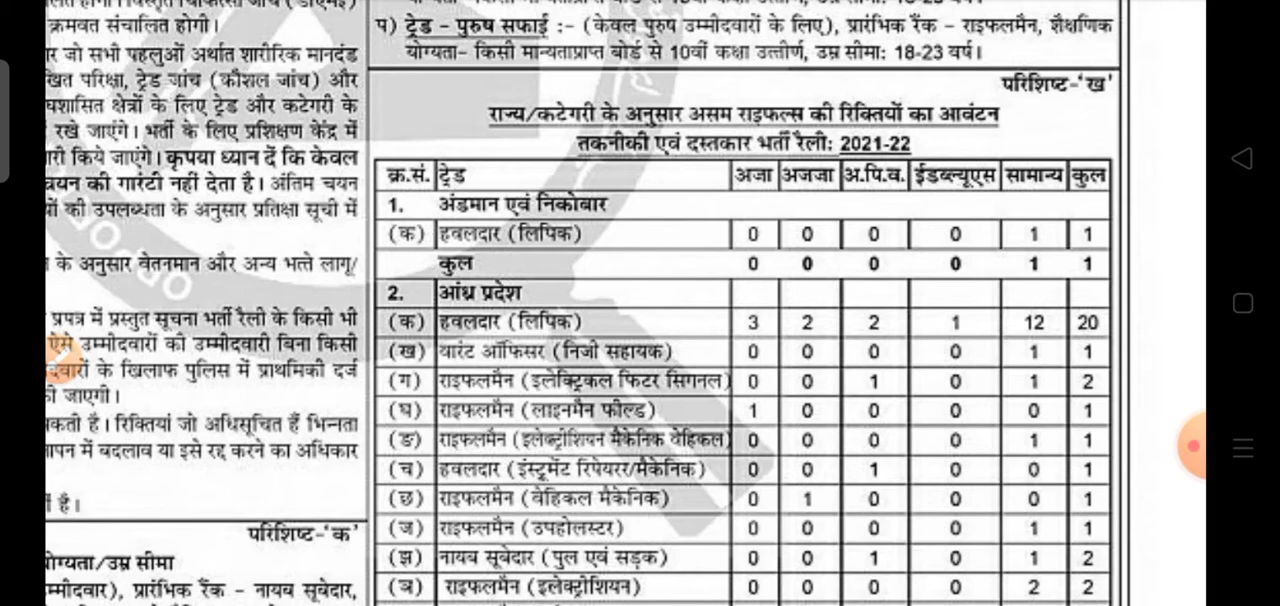 क्रमवत संचालित होगी।
र जो सभी पहलुओं अर्थात शारीरिक मानदंड
खित परिक्षा, ट्रेड जांच (कौशल जांच) और
घशासित क्षेत्रों के लिए ट्रेड और कटेगरी के
रखे जाएंगे। भर्ती के लिए प्रशिक्षण केंद्र में
ारी किये जाएंगे। कृपया ध्यान दें कि केवल
चयन की गारंटी नहीं देता है। अंतिम चयन
यों की उपलब्धता के अनुसार प्रतिक्षा सूची में
के अनुसार वेतनमान और अन्य भत्ते लागू/
प्रपत्र में प्रस्तुत सूचना भर्ती रैली के किसी भी
ऐसे उम्मीदवारों की उम्मीदवारी बिना किसी
दवारों के खिलाफ पुलिस में प्राथमिकी दर्ज
की जाएगी।
कती है। रिक्तियां जो अधिसूचित हैं भिन्नता
ापन में बदलाव या इसे रद्द करने का अधिकार
है।
परिशिष्ट-'क'
योग्यता/उम्र सीमा
म्मीदवार), प्रारंभिक रैंक - नायब सूबेदार,
प) ट्रेड - पुरुष सफाई :- (केवल पुरुष उम्मीदवारों के लिए), प्रारंभिक रैंक - राइफलमैन, शैक्षणिक
योग्यता- किसी मान्यताप्राप्त बोर्ड से 10वीं कक्षा उत्तीर्ण, उम्र सीमा: 18-23 वर्ष।
परिशिष्ट-'ख'
राज्य/कटेगरी के अनुसार असम राइफल्स की रिक्तियों का आवंटन
तकनीकी एवं दस्तकार भर्ती रैली: 2021-22
क्र.सं. ट्रेड अजा अजजा अ.पि.व. ईडब्ल्यूएस सामान्य कुल
1. अंडमान एवं निकोबार
(क) हवलदार (लिपिक) 0 0 0 0 1 1
कुल 0 0 0 0 1 1
2. आंध्र प्रदेश
(क) हवलदार (लिपिक) 3 2 2 1 12 20
(ख) वारंट ऑफिसर (निजी सहायक) 0 0 0 0 1 1
(ग) राइफलमैन (इलेक्ट्रिकल फिटर सिगनल) 0 0 1 0 1 2
(घ) राइफलमैन (लाइनमैन फील्ड) 1 0 0 0 0 1
(ङ) राइफलमैन (इलेक्ट्रीशियन मैकेनिक वेहिकल) 0 0 0 0 1 1
(च) हवलदार (इंस्ट्रूमेंट रिपेयरर/मैकेनिक) 0 0 1 0 0 1
(छ) राइफलमैन (वेहिकल मैकेनिक) 0 1 0 0 0 1
(ज) राइफलमैन (उपहोलस्टर) 0 0 0 0 1 1
(झ) नायब सूबेदार (पुल एवं सड़क) 0 0 1 0 1 2
(ञ) राइफलमैन (इलेक्ट्रीशियन) 0 0 0 0 2 2